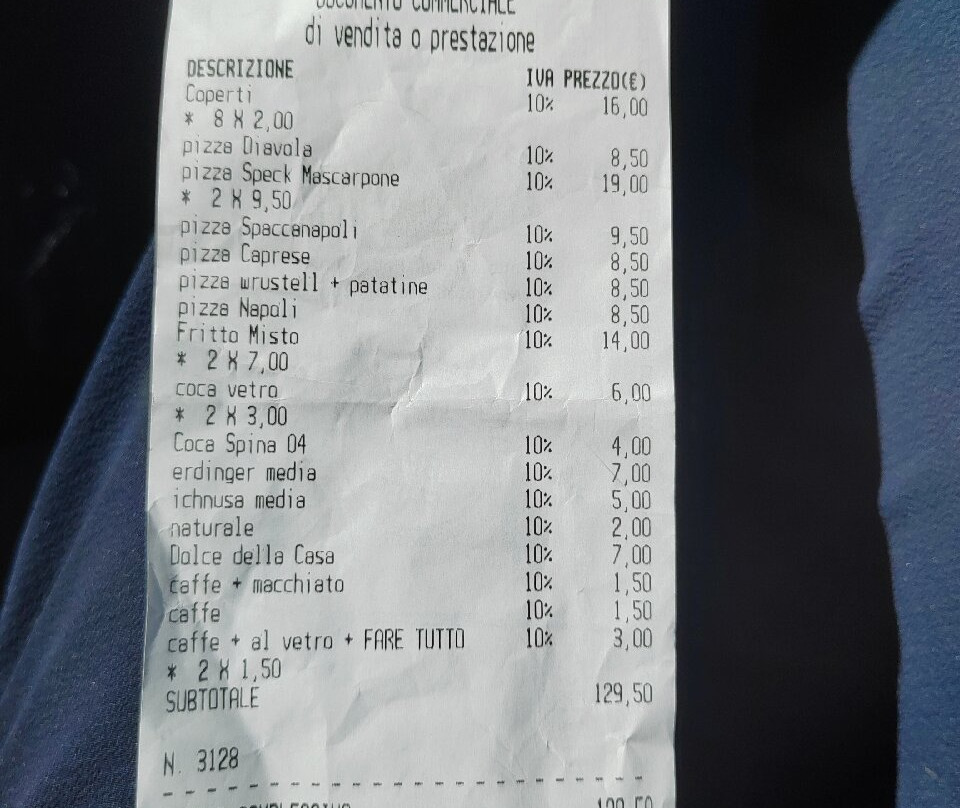 DOCUMENTO COMMERCIALE
di vendita o prestazione
DESCRIZIONE IVA PREZZO(€)
Coperti 10% 16,00
* 8 X 2,00
pizza Diavola 10% 8,50
pizza Speck Mascarpone 10% 19,00
* 2 X 9,50
pizza Spaccanapoli 10% 9,50
pizza Caprese 10% 8,50
pizza wrustell + patatine 10% 8,50
pizza Napoli 10% 8,50
Fritto Misto 10% 14,00
* 2 X 7,00
coca vetro 10% 6,00
* 2 X 3,00
Coca Spina 04 10% 4,00
erdinger media 10% 7,00
ichnusa media 10% 5,00
naturale 10% 2,00
Dolce della Casa 10% 7,00
caffe + macchiato 10% 1,50
caffe 10% 1,50
caffe + al vetro + FARE TUTTO 10% 3,00
* 2 X 1,50
SUBTOTALE 129,50
N. 3128